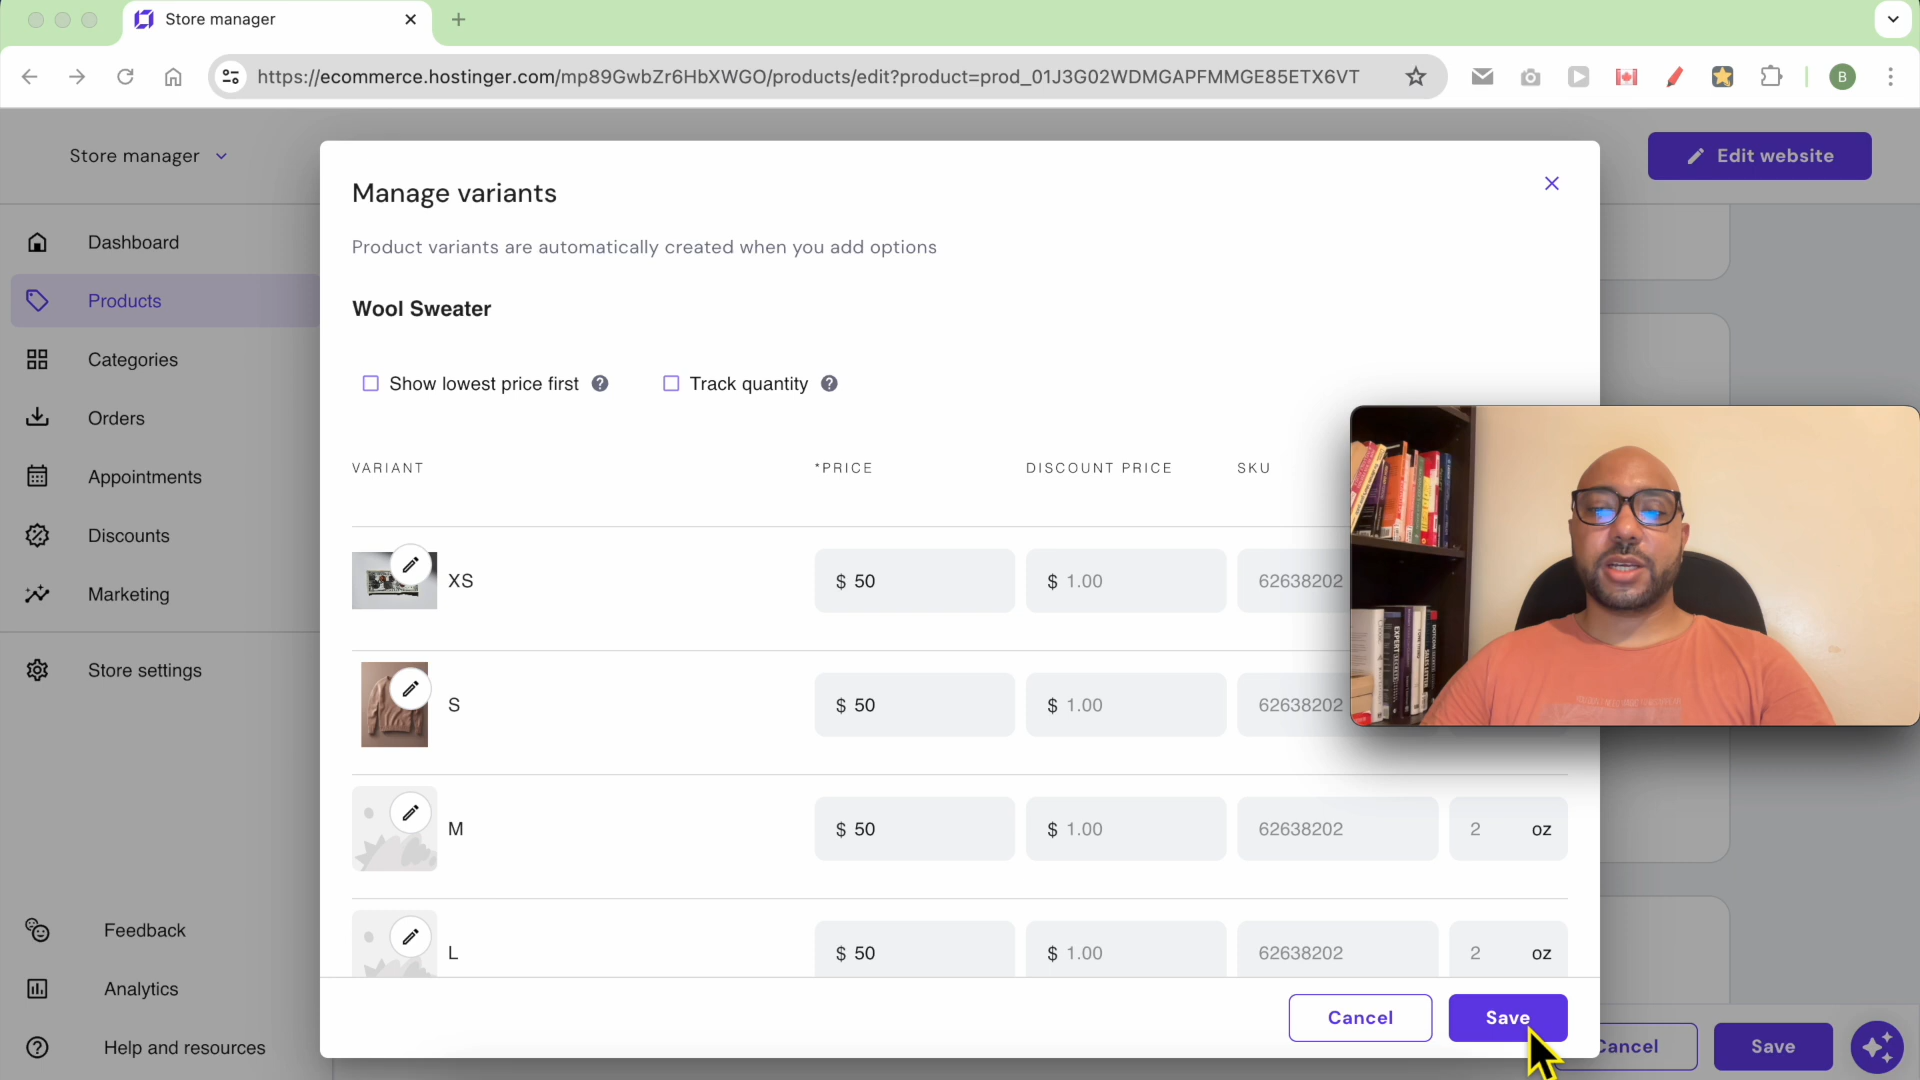 Store manager
https://ecommerce.hostinger.com/mp89GwbZr6HbXWGO/products/edit?product=prod_01J3G02WDMGAPFMMGE85ETX6VT
B
Store manager
Edit website
Dashboard
Products
Categories
Orders
Appointments
Discounts
Marketing
Store settings
Feedback
Analytics
Help and resources
Manage variants
Product variants are automatically created when you add options
Wool Sweater
Show lowest price first ?
Track quantity ?
VARIANT *PRICE DISCOUNT PRICE SKU
XS $ 50 $ 1.00 62638202
S $ 50 $ 1.00 62638202
M $ 50 $ 1.00 62638202 2 oz
L $ 50 $ 1.00 62638202 2 oz
Cancel Save
Cancel Save